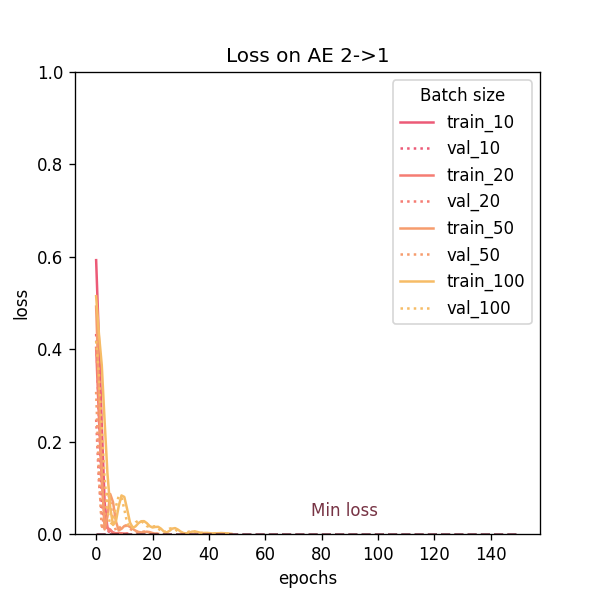 Loss on AE 2->1
1.0
0.8
0.6
0.4
0.2
0.0
loss
Batch size
train_10
val_10
train_20
val_20
train_50
val_50
train_100
val_100
Min loss
0 20 40 60 80 100 120 140
epochs